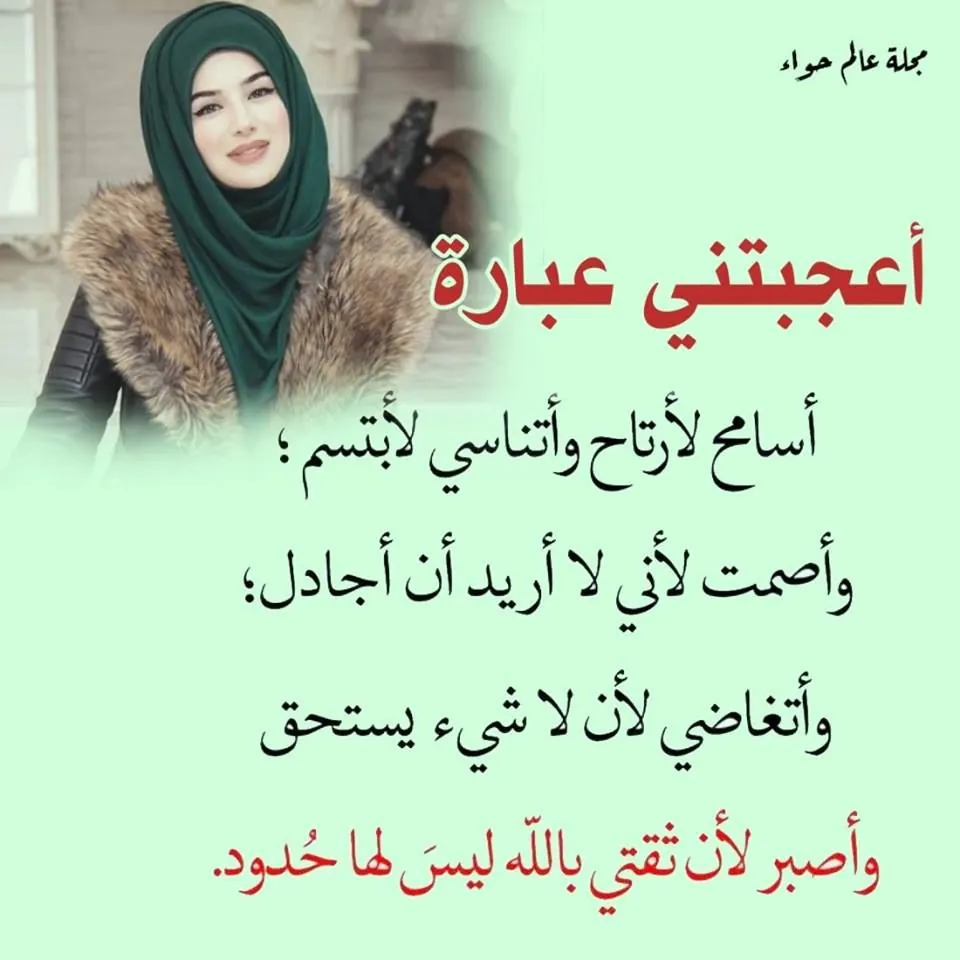 مجلة عالم حواء
أعجبتني عبارة
أسامح لأرتاح وأتناسي لأبتسم ؛
وأصمت لأني لا أريد أن أجادل؛
وأتغاضي لأن لا شيء يستحق
وأصبر لأن ثقتي باللّه ليسَ لها حُدود.